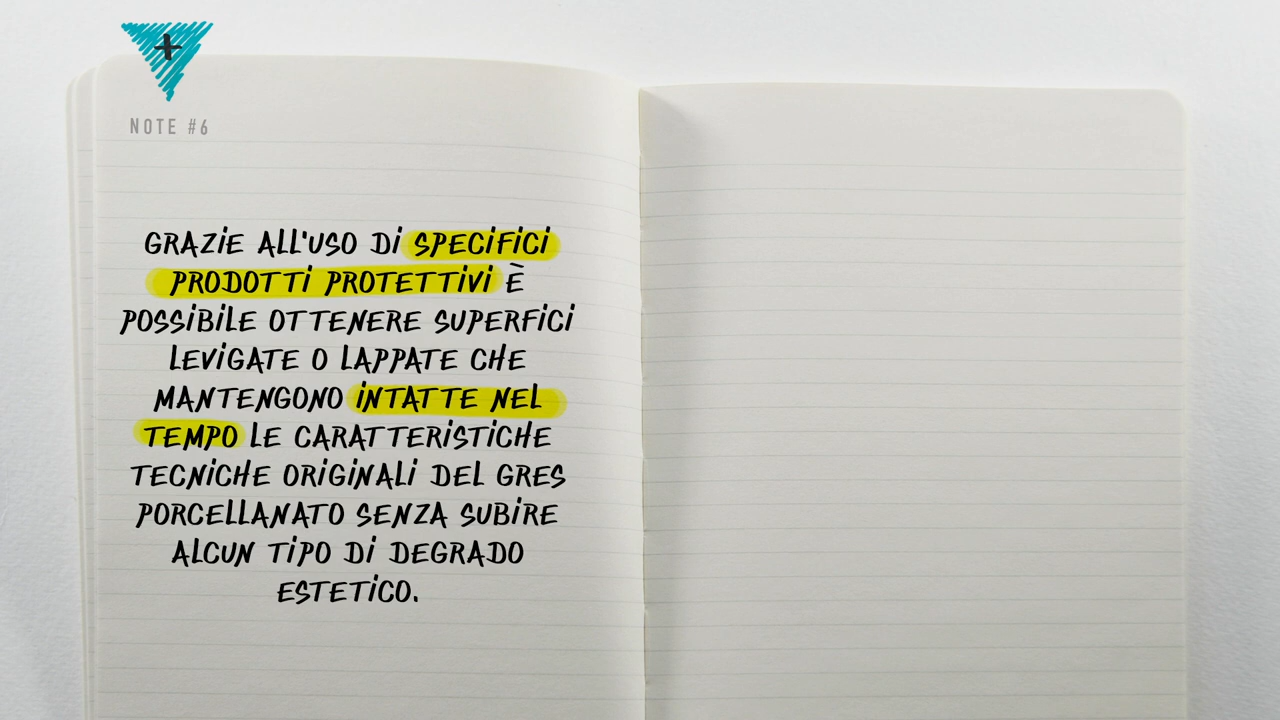 +
NOTE #6
GRAZIE ALL'USO DI SPECIFICI
PRODOTTI PROTETTIVI È
POSSIBILE OTTENERE SUPERFICI
LEVIGATE O LAPPATE CHE
MANTENGONO INTATTE NEL
TEMPO LE CARATTERISTICHE
TECNICHE ORIGINALI DEL GRES
PORCELLANATO SENZA SUBIRE
ALCUN TIPO DI DEGRADO
ESTETICO.